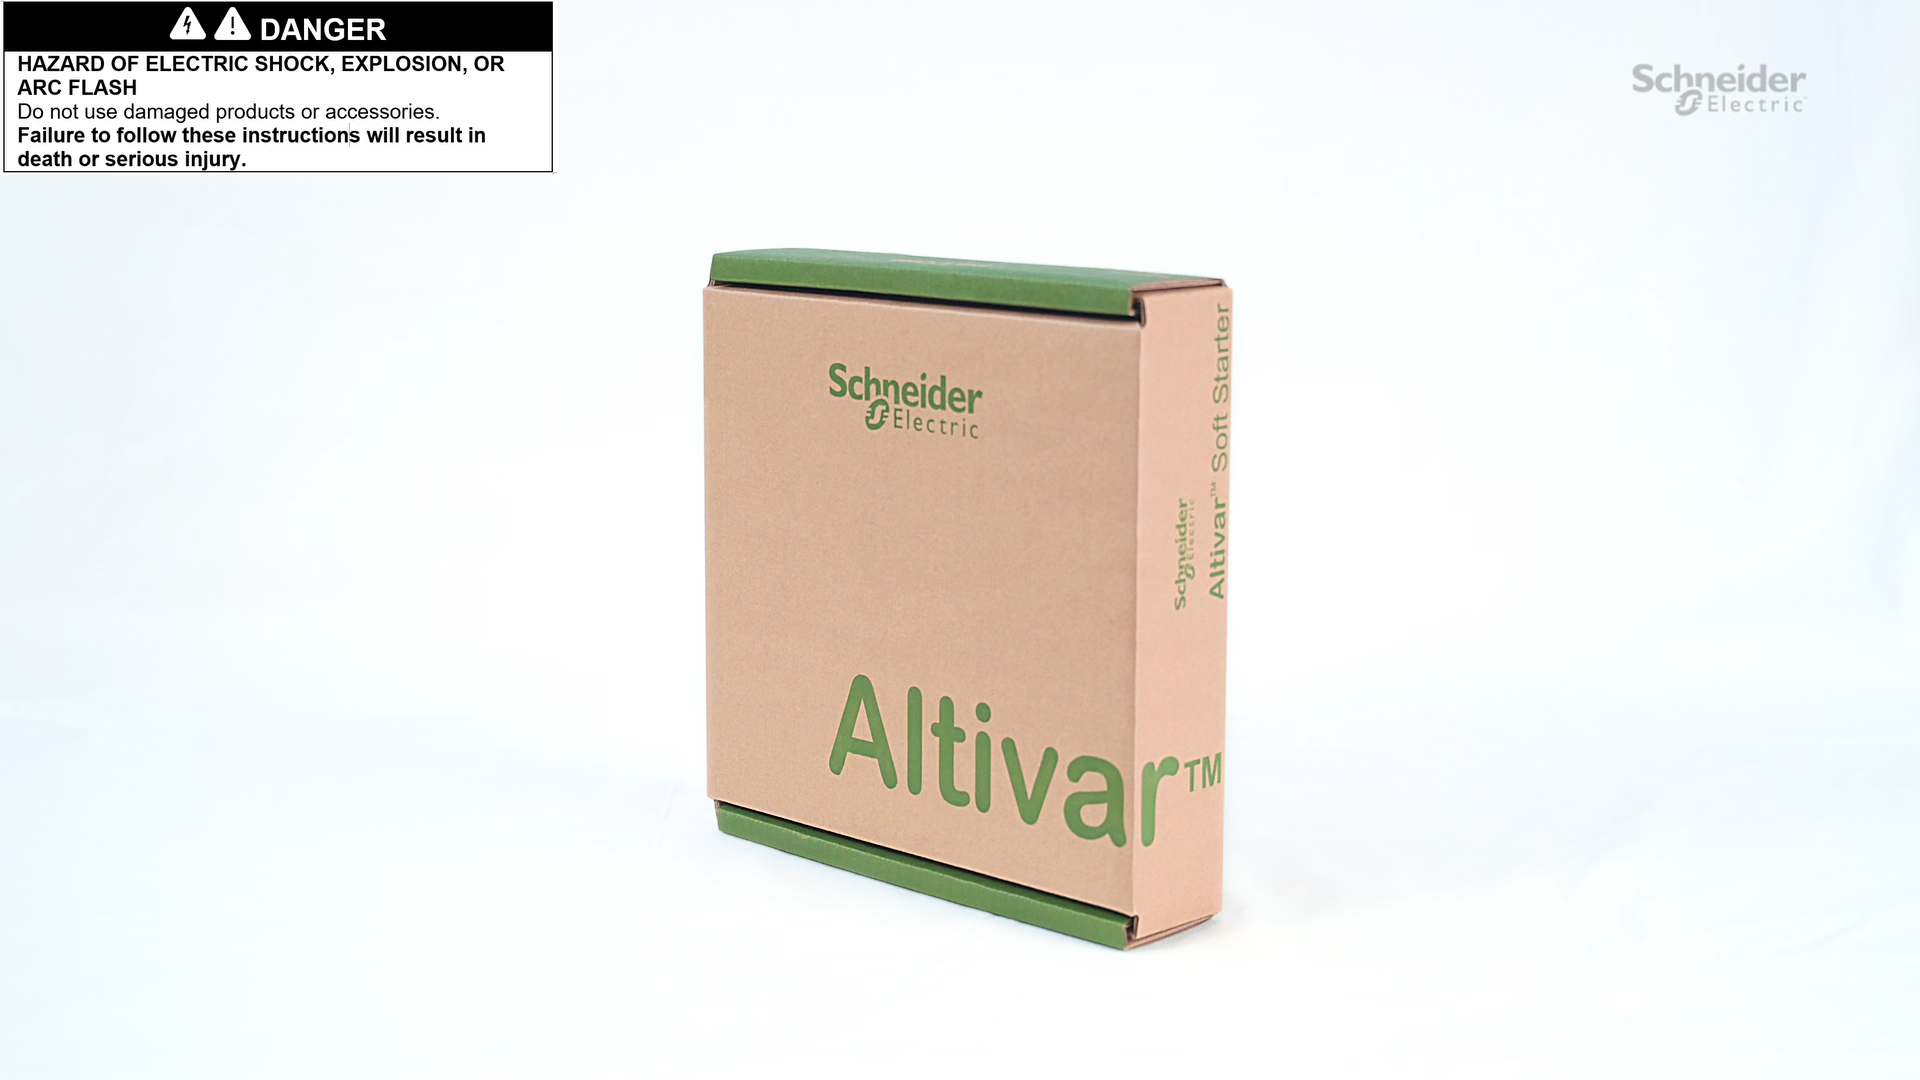 DANGER
HAZARD OF ELECTRIC SHOCK, EXPLOSION, OR
ARC FLASH
Do not use damaged products or accessories.
Failure to follow these instructions will result in
death or serious injury.
Schneider
Electric
Schneider
Electric
Altivar™
Schneider
Electric
Altivar™ Soft Starter